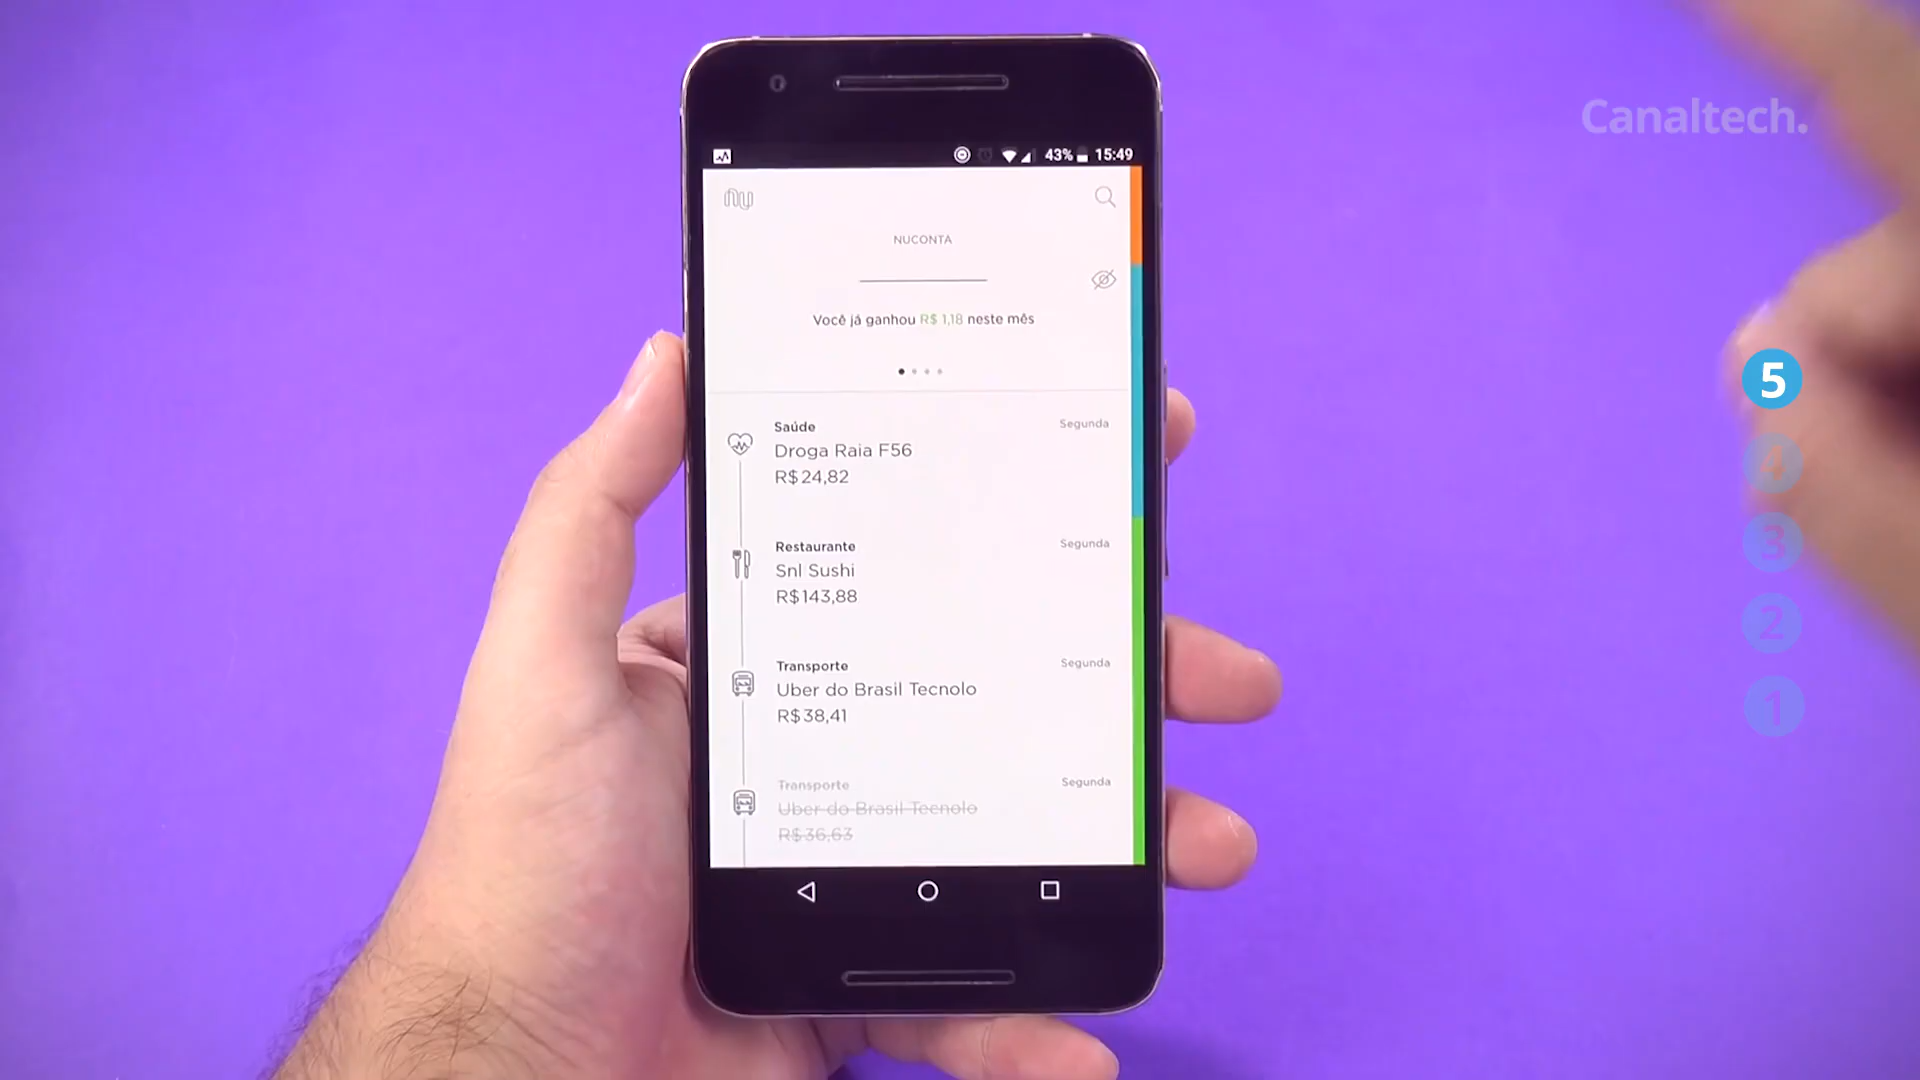 Canaltech.
43% 15:49
nu
NUCONTA
Você já ganhou R$ 1,18 neste mês
Saúde
Segunda
Droga Raia F56
R$24,82
Restaurante
Segunda
Snl Sushi
R$143,88
Transporte
Segunda
Uber do Brasil Tecnolo
R$38,41
Transporte
Segunda
Uber do Brasil Tecnolo
R$36,63
5
4
3
2
1